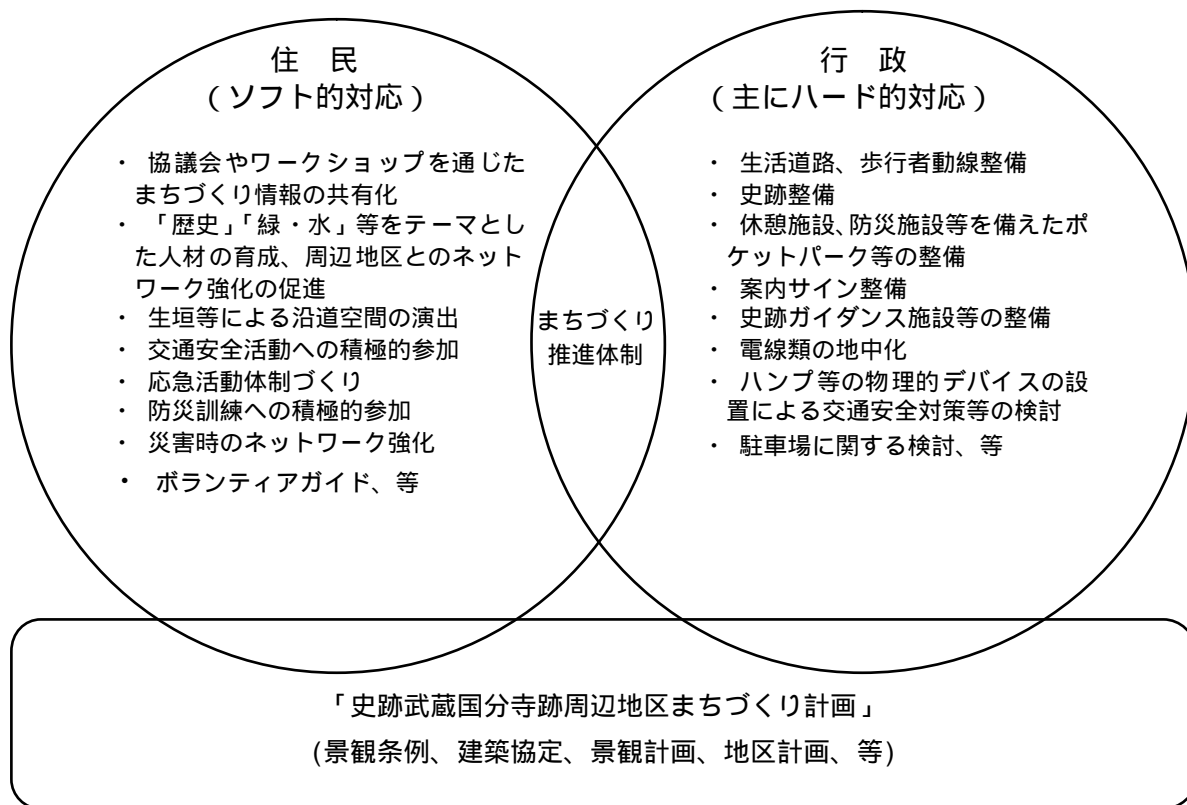 住　民
（ソフト的対応）
・ 協議会やワークショップを通じた
まちづくり情報の共有化
・ 「歴史」「緑・水」等をテーマとし
た人材の育成、周辺地区とのネット
ワーク強化の促進
・ 生垣等による沿道空間の演出
・ 交通安全活動への積極的参加
・ 応急活動体制づくり
・ 防災訓練への積極的参加
・ 災害時のネットワーク強化
・ ボランティアガイド、等
まちづくり
推進体制
行　政
（主にハード的対応）
・ 生活道路、歩行者動線整備
・ 史跡整備
・ 休憩施設、防災施設等を備えたポ
ケットパーク等の整備
・ 案内サイン整備
・ 史跡ガイダンス施設等の整備
・ 電線類の地中化
・ ハンプ等の物理的デバイスの設
置による交通安全対策等の検討
・ 駐車場に関する検討、等
「史跡武蔵国分寺跡周辺地区まちづくり計画」
(景観条例、建築協定、景観計画、地区計画、等)